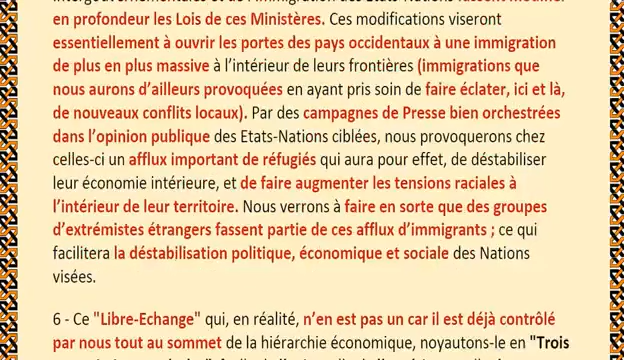 intergouvernementales et de l'Immigration des Etats-Nations fassent modifier
en profondeur les Lois de ces Ministères. Ces modifications viseront
essentiellement à ouvrir les portes des pays occidentaux à une immigration
de plus en plus massive à l'intérieur de leurs frontières (immigrations que
nous aurons d'ailleurs provoquées en ayant pris soin de faire éclater, ici et là,
de nouveaux conflits locaux). Par des campagnes de Presse bien orchestrées
dans l'opinion publique des Etats-Nations ciblées, nous provoquerons chez
celles-ci un afflux important de réfugiés qui aura pour effet, de déstabiliser
leur économie intérieure, et de faire augmenter les tensions raciales à
l'intérieur de leur territoire. Nous verrons à faire en sorte que des groupes
d'extrémistes étrangers fassent partie de ces afflux d'immigrants ; ce qui
facilitera la déstabilisation politique, économique et sociale des Nations
visées.
6 - Ce "Libre-Echange" qui, en réalité, n'en est pas un car il est déjà contrôlé
par nous tout au sommet de la hiérarchie économique, noyautons-le en "Trois